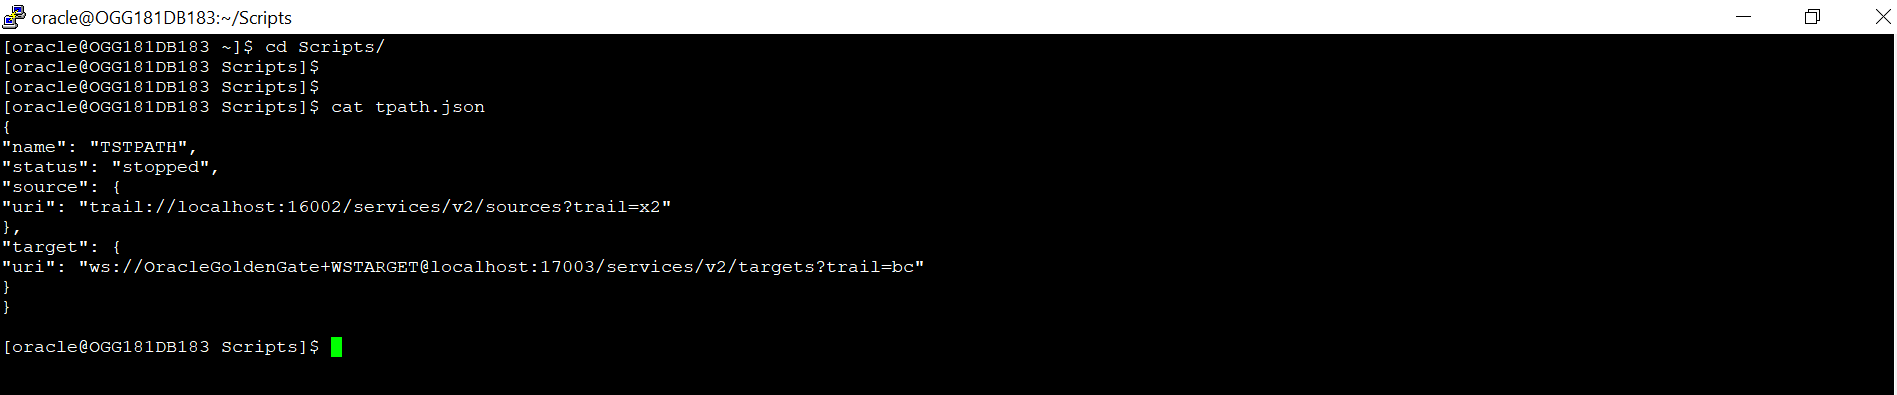 oracle@OGG181DB183:~/Scripts
[oracle@OGG181DB183 ~]$ cd Scripts/
[oracle@OGG181DB183 Scripts]$
[oracle@OGG181DB183 Scripts]$
[oracle@OGG181DB183 Scripts]$ cat tpath.json
{
"name": "TSTPATH",
"status": "stopped",
"source": {
"uri": "trail://localhost:16002/services/v2/sources?trail=x2"
},
"target": {
"uri": "ws://OracleGoldenGate+WSTARGET@localhost:17003/services/v2/targets?trail=bc"
}
}
[oracle@OGG181DB183 Scripts]$